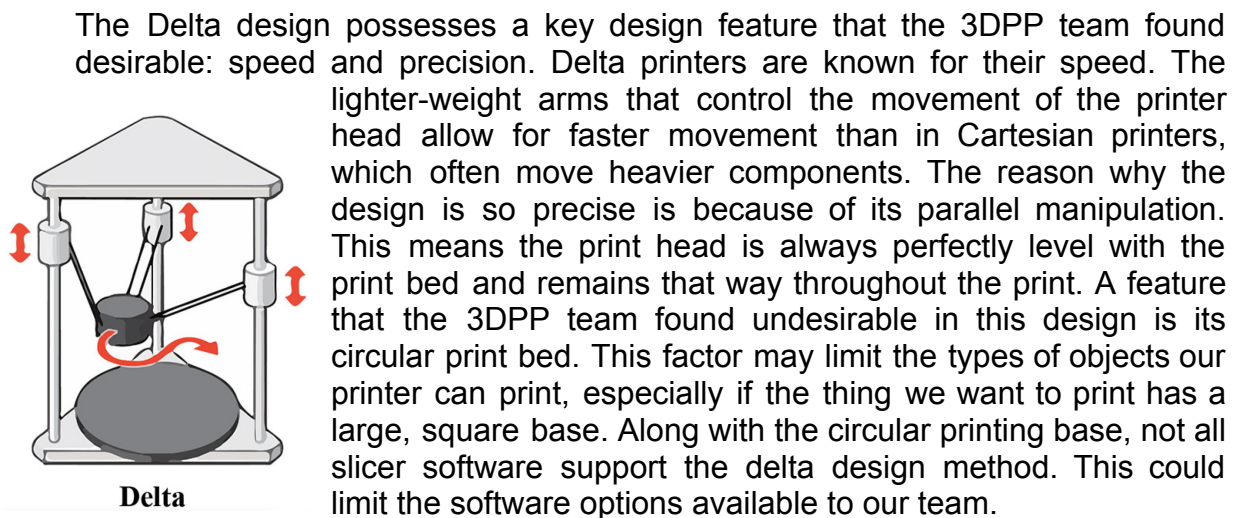 The Delta design possesses a key design feature that the 3DPP team found
desirable: speed and precision. Delta printers are known for their speed. The
lighter-weight arms that control the movement of the printer
head allow for faster movement than in Cartesian printers,
which often move heavier components. The reason why the
design is so precise is because of its parallel manipulation.
This means the print head is always perfectly level with the
print bed and remains that way throughout the print. A feature
that the 3DPP team found undesirable in this design is its
circular print bed. This factor may limit the types of objects our
printer can print, especially if the thing we want to print has a
large, square base. Along with the circular printing base, not all
slicer software support the delta design method. This could
limit the software options available to our team.
Delta